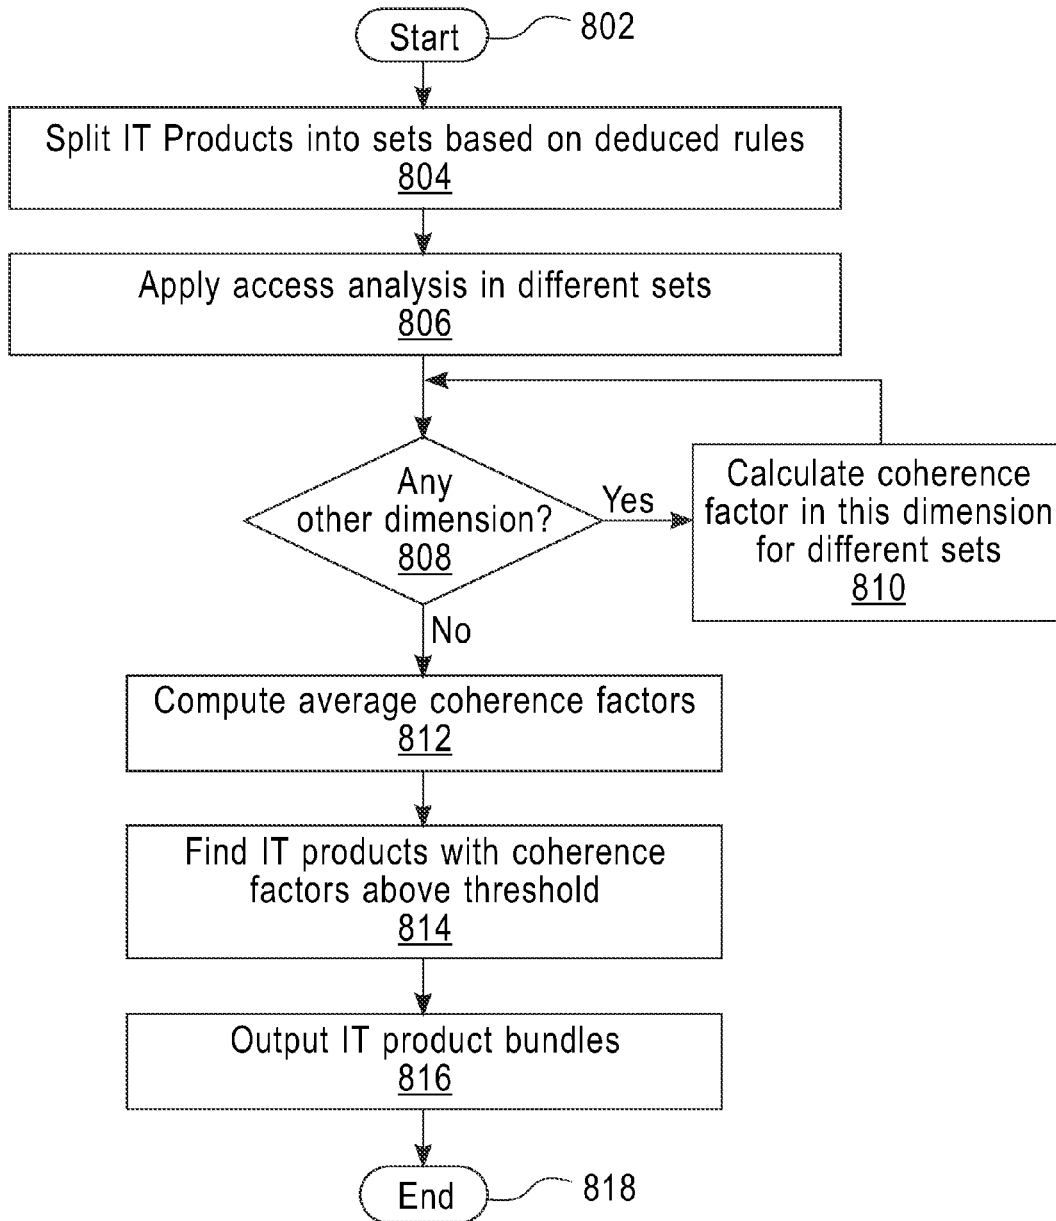 Start
802
Split IT Products into sets based on deduced rules
804
Apply access analysis in different sets
806
Any
other dimension?
808
Yes
Calculate coherence
factor in this dimension
for different sets
810
No
Compute average coherence factors
812
Find IT products with coherence
factors above threshold
814
Output IT product bundles
816
End
818